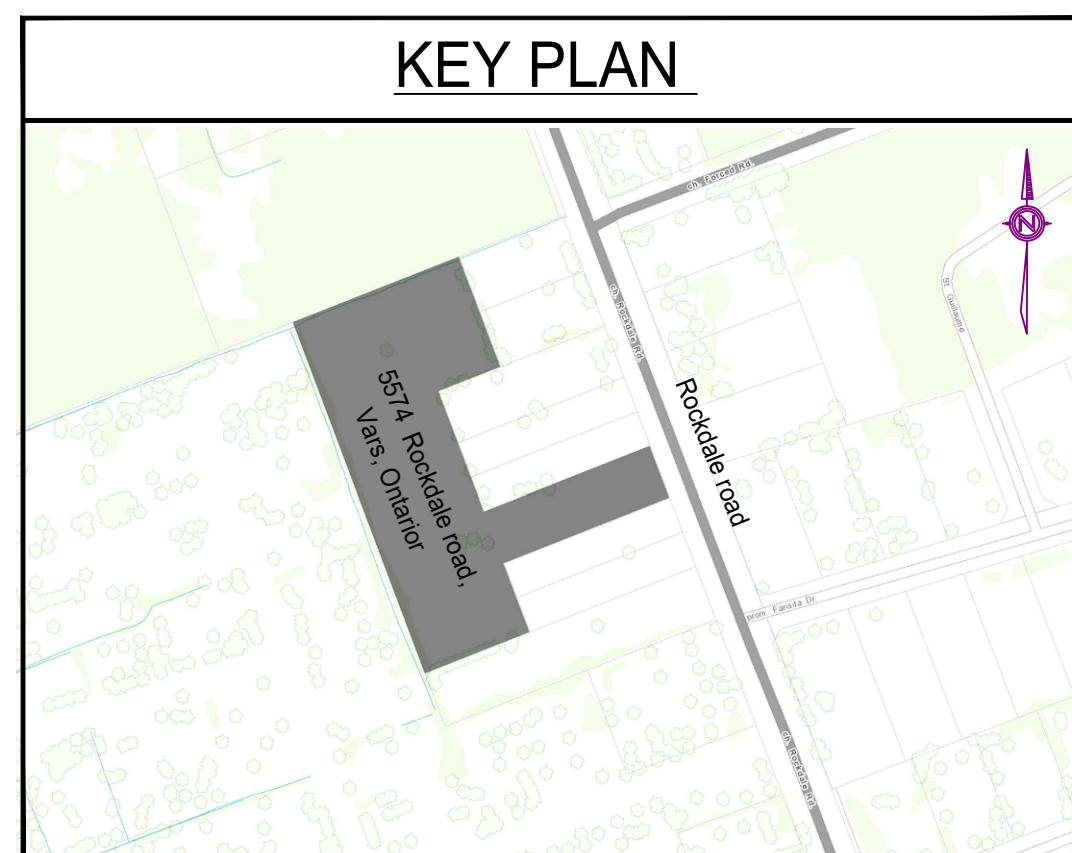 KEY PLAN
ch. Forced Rd.
N
St. Guillaume
ch. Rockdale Rd.
Rockdale road
5574 Rockdale road,
Vars, Ontarior
prom. Farisita Dr.
ch. Rockdale Rd.